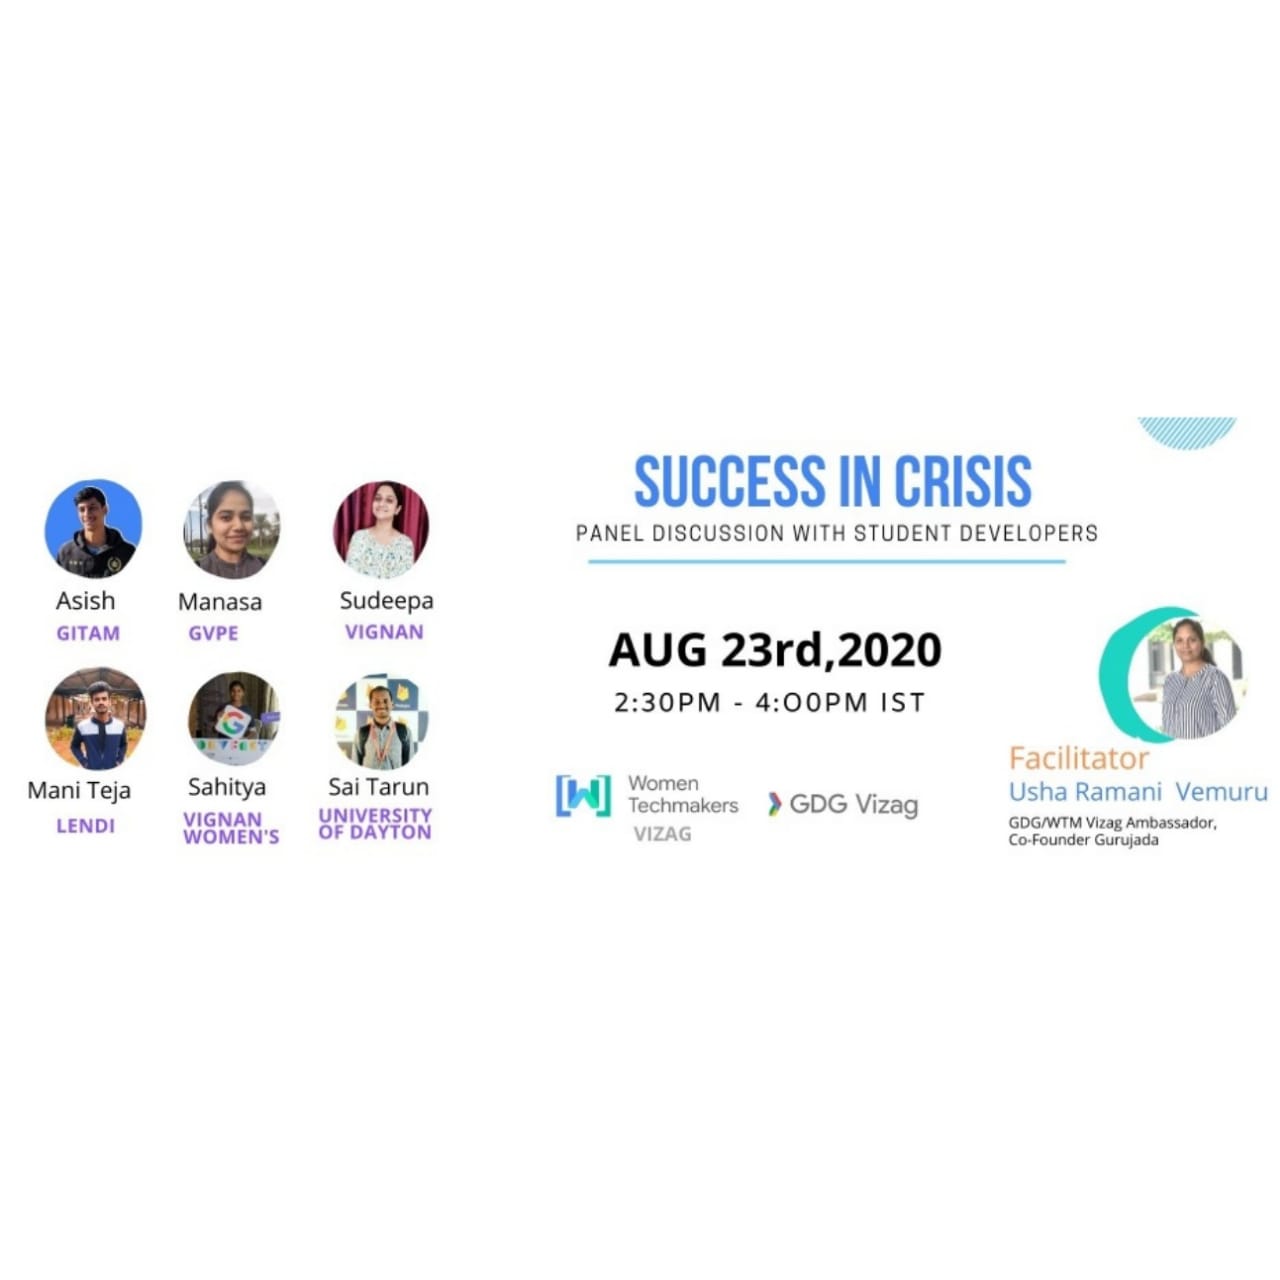 SUCCESS IN CRISIS
PANEL DISCUSSION WITH STUDENT DEVELOPERS
Asish
GITAM
Manasa
GVPE
Sudeepa
VIGNAN
Mani Teja
LENDI
Sahitya
VIGNAN
WOMEN'S
Sai Tarun
UNIVERSITY
OF DAYTON
AUG 23rd,2020
2:30PM - 4:00PM IST
Women
Techmakers
VIZAG
GDG Vizag
Facilitator
Usha Ramani Vemuru
GDG/WTM Vizag Ambassador,
Co-Founder Gurujada